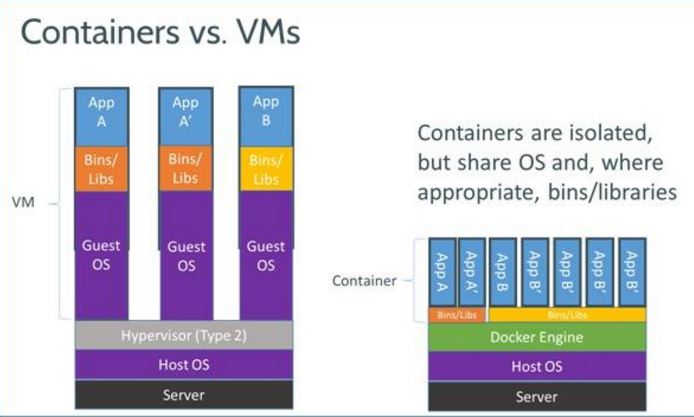 Containers vs. VMs
App
A
App
A'
App
B
Bins/
Libs
Bins/
Libs
Bins/
Libs
VM
Guest
OS
Guest
OS
Guest
OS
Hypervisor (Type 2)
Host OS
Server
Containers are isolated,
but share OS and, where
appropriate, bins/libraries
Container
App A
App A'
App B
App B'
App B'
App B'
App B'
Bins/Libs
Bins/Libs
Docker Engine
Host OS
Server